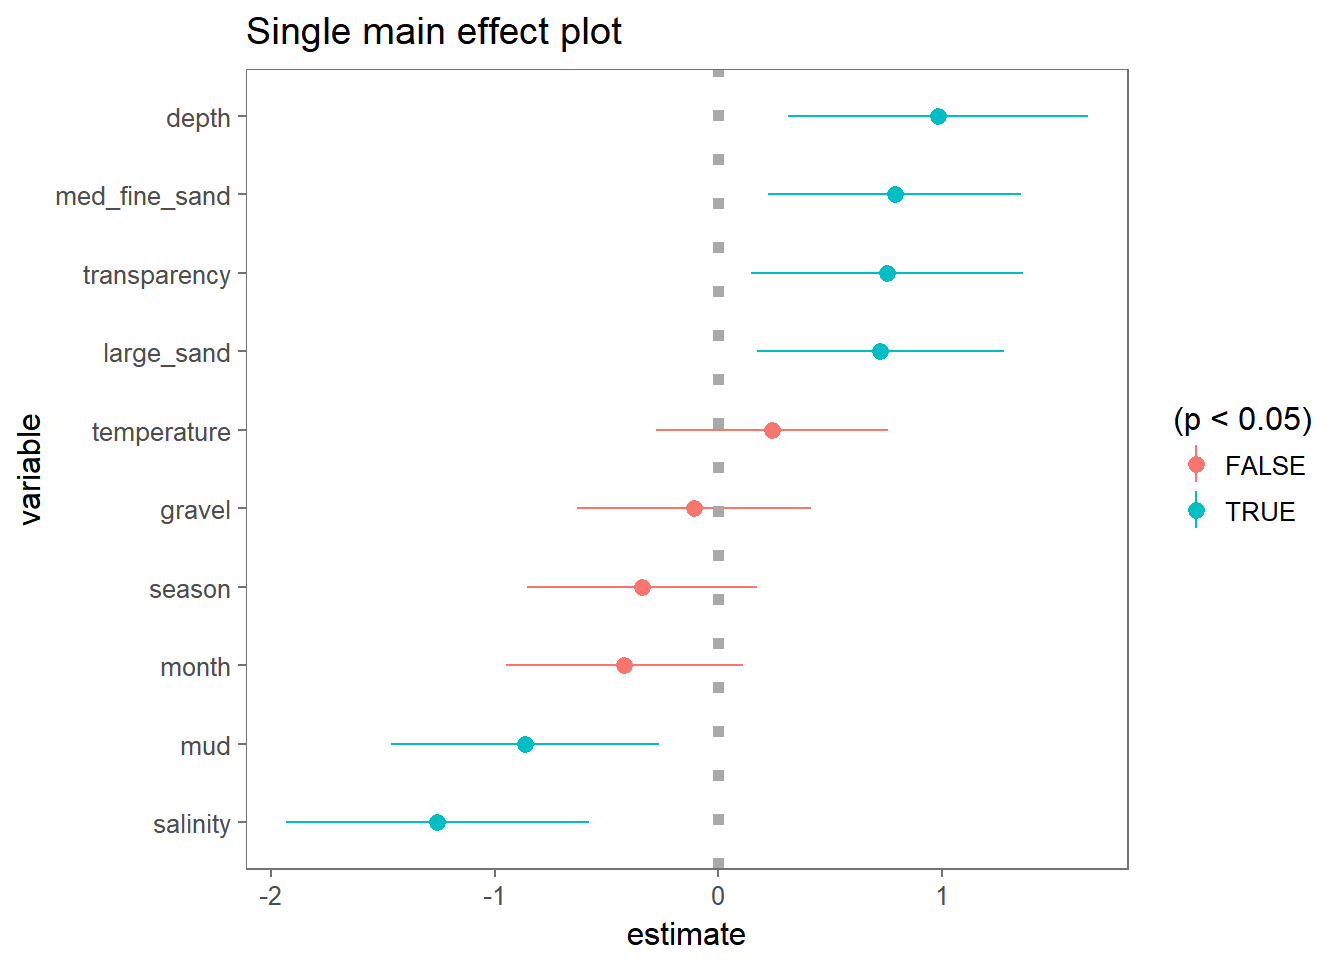 Single main effect plot
depth
med_fine_sand
transparency
large_sand
temperature
gravel
season
month
mud
salinity
variable
-2
-1
0
1
estimate
(p < 0.05)
FALSE
TRUE